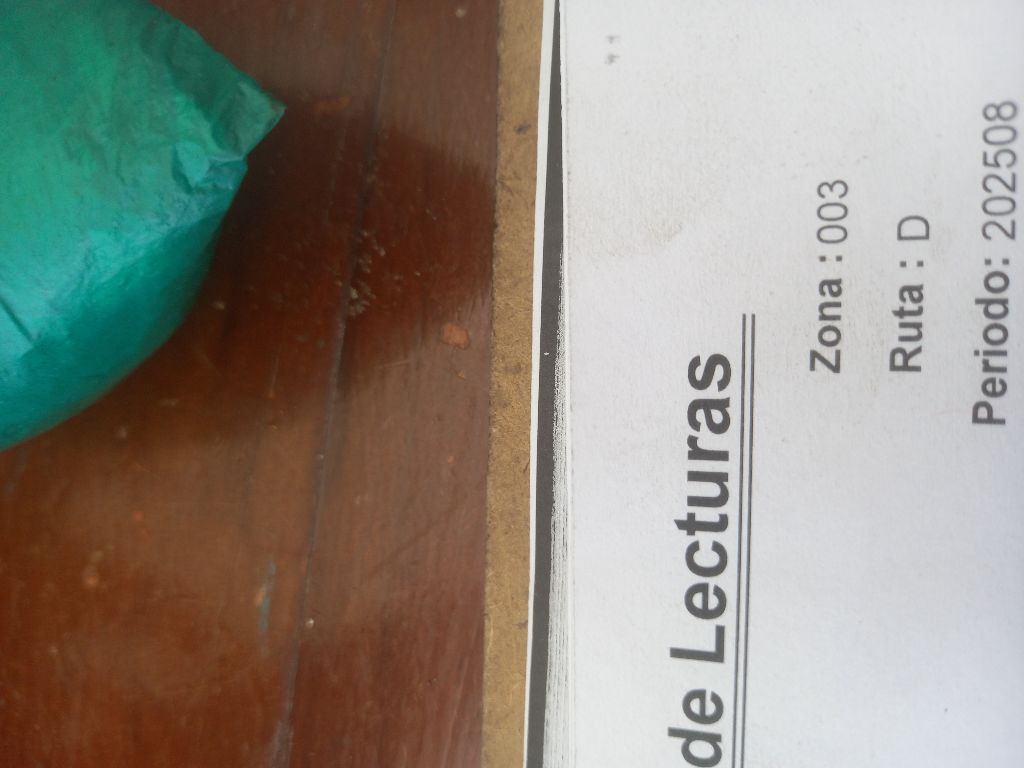 de Lecturas
Zona : 003
Ruta : D
Periodo: 202508